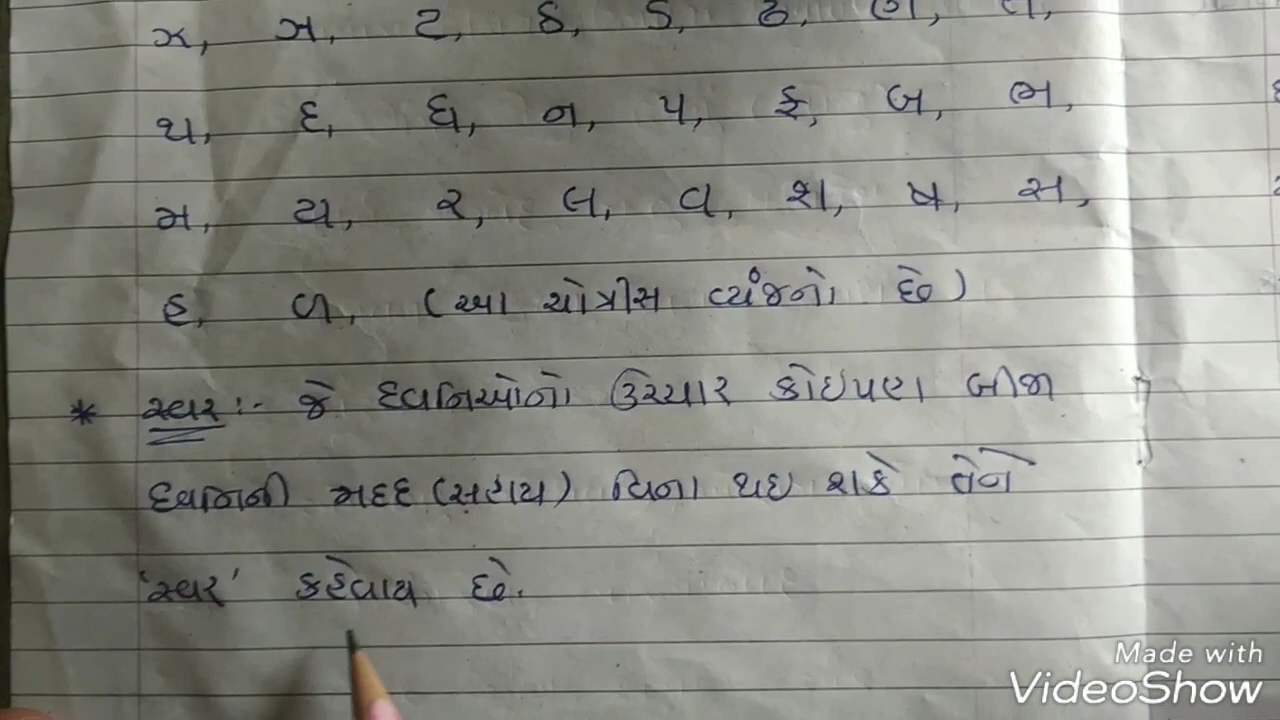 ઝ, ઞ, ટ, ઠ, ડ, ઢ, ણ, ત,
થ, દ, ધ, ન, પ, ફ, બ, ભ,
મ, ય, ર, લ, વ, શ, ષ, સ,
હ, ળ, (આ ચોત્રીસ વ્યંજનો છે)
* સ્વર :- જે ધ્વનિઓનો ઉચ્ચાર કોઇપણ બીજા
ધ્વનિની મદદ (સહાય) વિના થઇ શકે તેને
'સ્વર' કહેવાય છે.
Made with
VideoShow